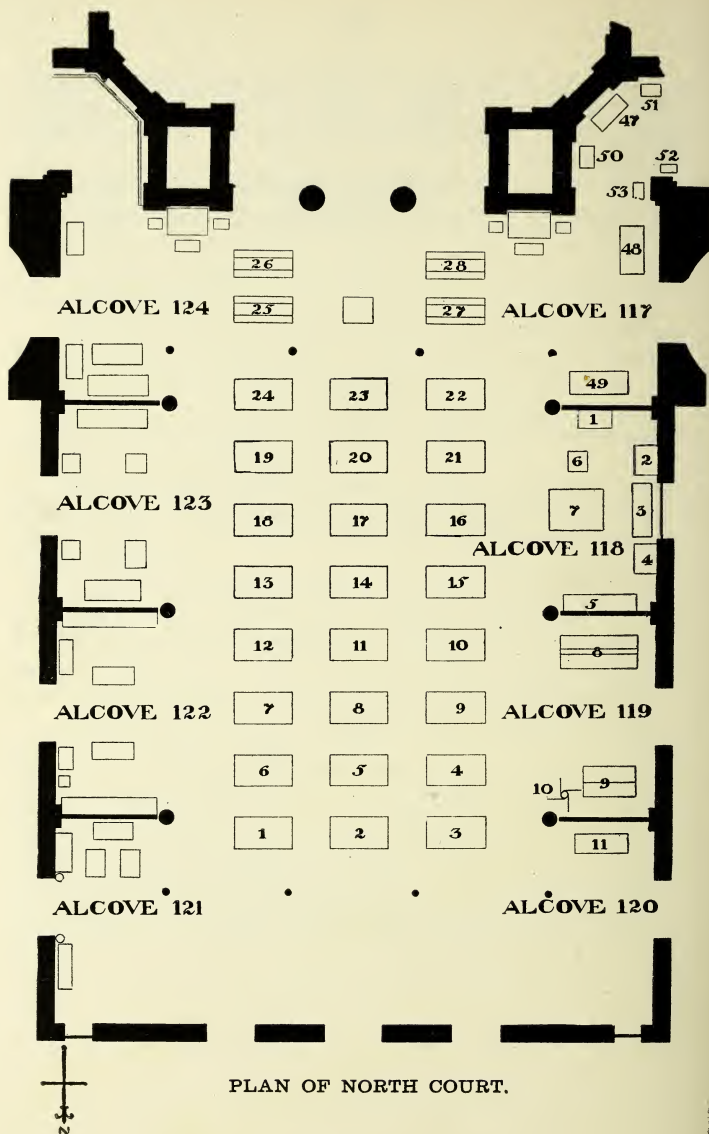 51
47
50
52
53
48
26 28
ALCOVE 124 25 27 ALCOVE 117
49
24 23 22 1
19 20 21 6 2
ALCOVE 123
18 17 16 7 3
ALCOVE 118 4
13 14 15 5
12 11 10 8
ALCOVE 122 7 8 9 ALCOVE 119
6 5 4 10 9
1 2 3 11
ALCOVE 121 ALCOVE 120
PLAN OF NORTH COURT.
N